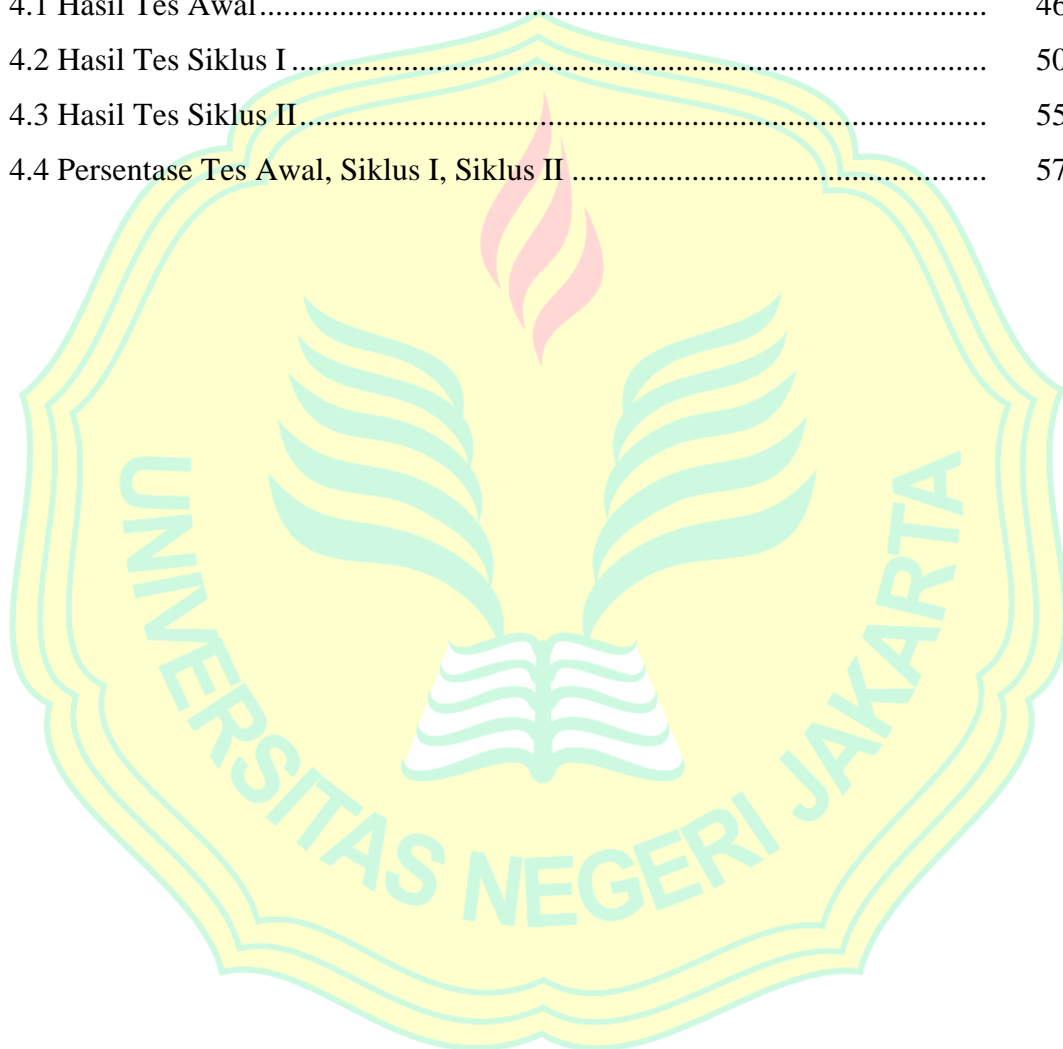 4.1 Hasil Tes Awal........................................................................................... 46
4.2 Hasil Tes Siklus I....................................................................................... 50
4.3 Hasil Tes Siklus II...................................................................................... 55
4.4 Persentase Tes Awal, Siklus I, Siklus II .................................................... 57
UNIVERSITAS NEGERI JAKARTA